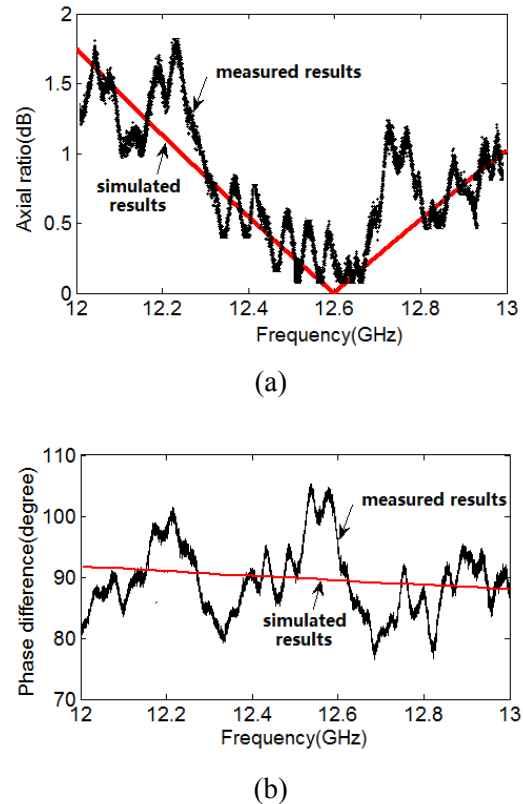 2
1.5
1
0.5
0
Axial ratio(dB)
measured results
simulated
results
12 12.2 12.4 12.6 12.8 13
Frequency(GHz)
(a)
110
100
90
80
70
Phase difference(degree)
measured results
simulated
results
12 12.2 12.4 12.6 12.8 13
Frequency(GHz)
(b)